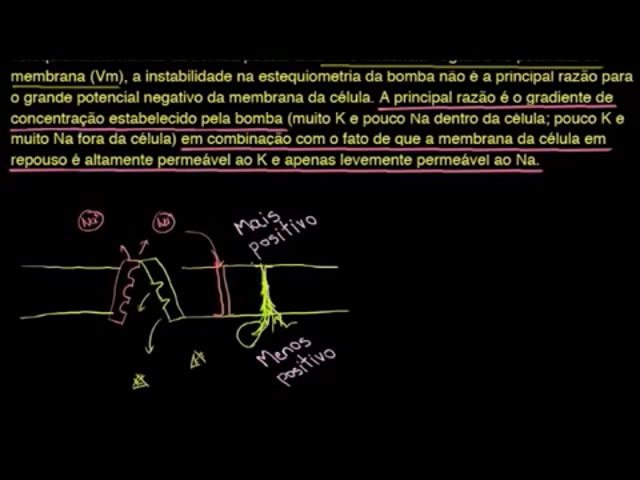 membrana (Vm), a instabilidade na estequiometria da bomba não é a principal razão para
o grande potencial negativo da membrana da célula. A principal razão é o gradiente de
concentração estabelecido pela bomba (muito K e pouco Na dentro da célula; pouco K e
muito Na fora da célula) em combinação com o fato de que a membrana da célula em
repouso é altamente permeável ao K e apenas levemente permeável ao Na.
Na⁺ Na⁺
Mais
positivo
Menos
positivo